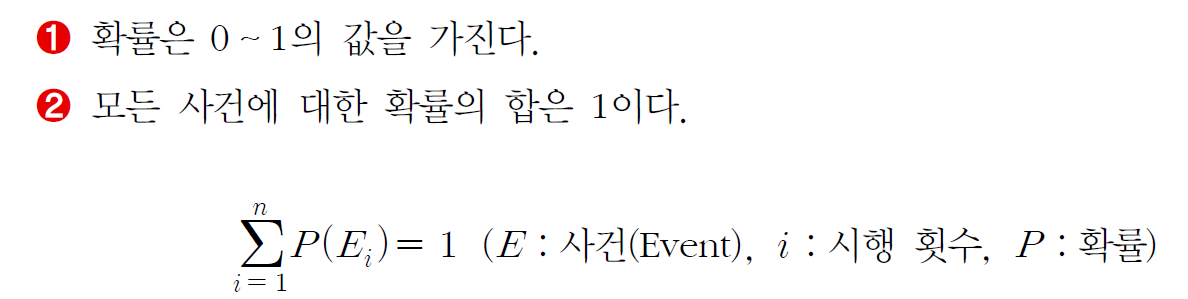 ❶ 확률은 0 ~ 1의 값을 가진다.
❷ 모든 사건에 대한 확률의 합은 1이다.
$\sum_{i=1}^{n} P(E_i) = 1$ (E : 사건(Event), i : 시행 횟수, P : 확률)